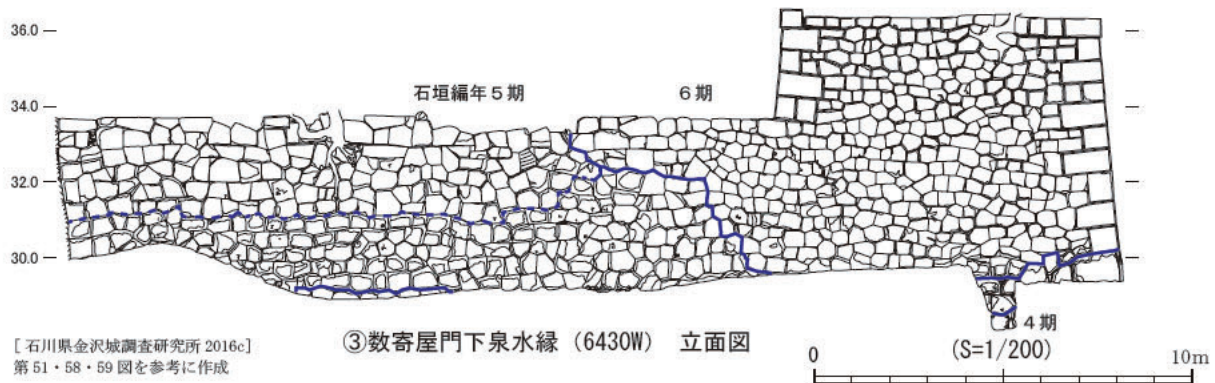 36.0
34.0
32.0
30.0
石垣編年5期
6期
4期
[石川県金沢城調査研究所 2016c]
第51・58・59図を参考に作成
③数寄屋門下泉水縁（6430W） 立面図
(S=1/200)
0
10m